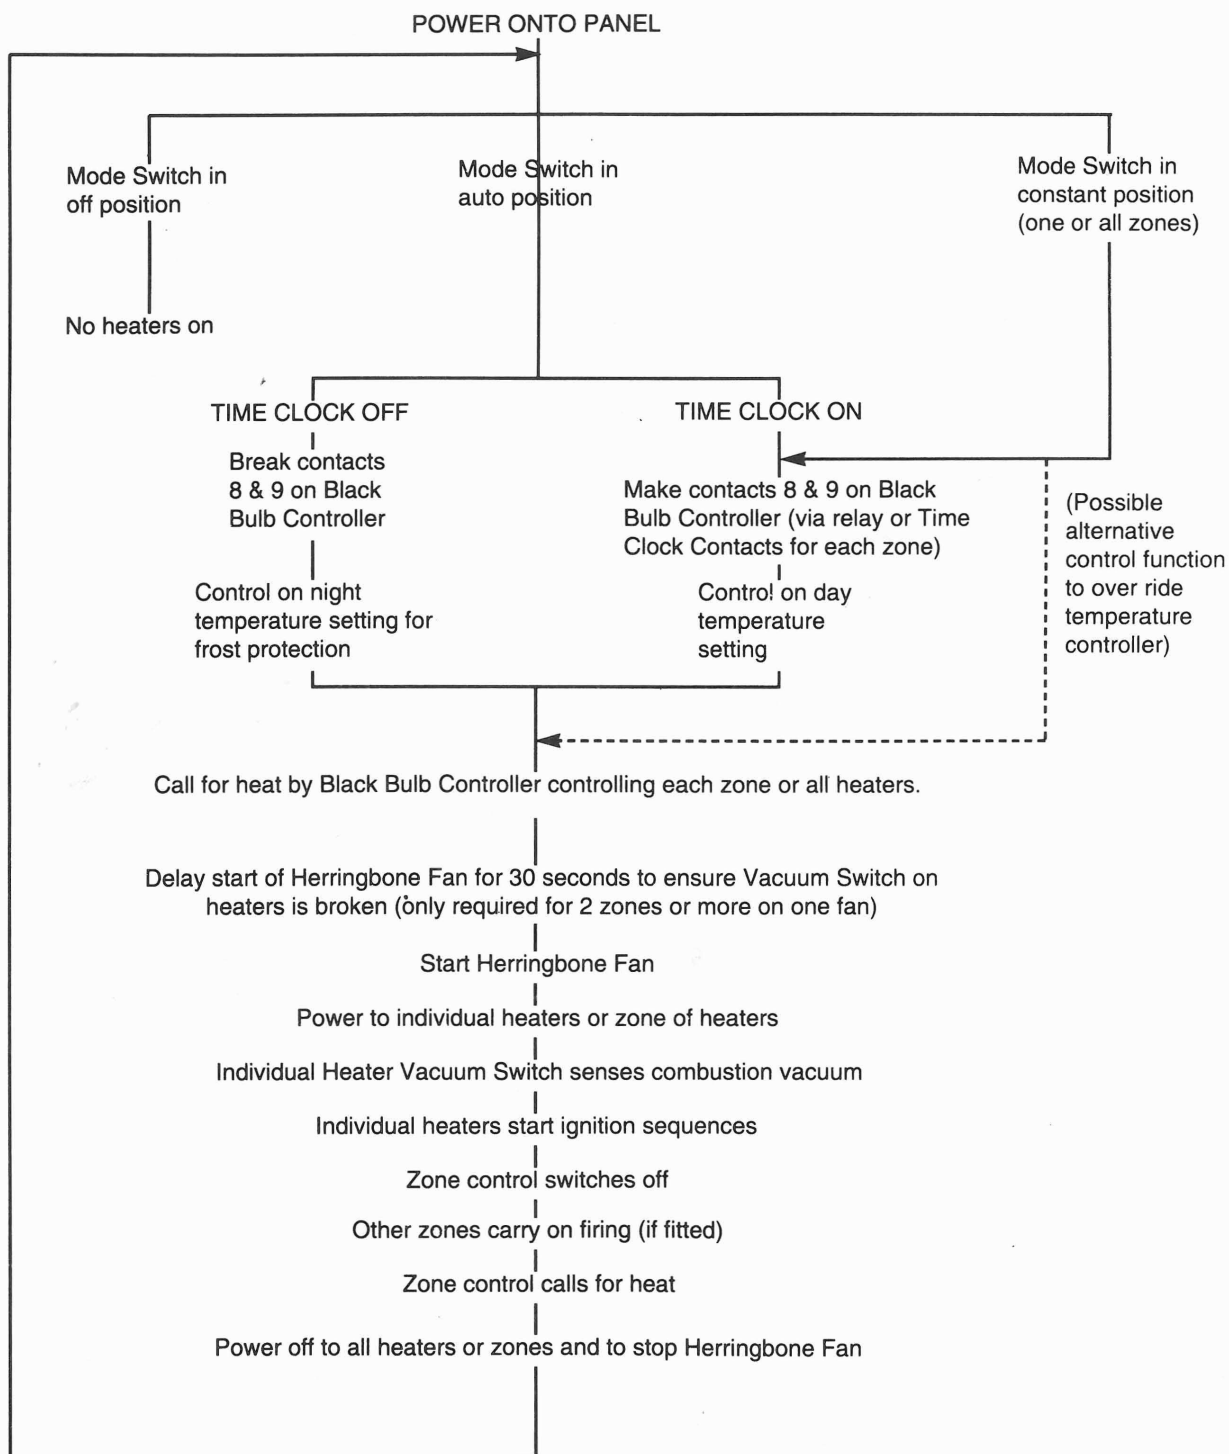 POWER ONTO PANEL
Mode Switch in
off position
Mode Switch in
auto position
Mode Switch in
constant position
(one or all zones)
No heaters on
TIME CLOCK OFF
TIME CLOCK ON
Break contacts
8 & 9 on Black
Bulb Controller
Make contacts 8 & 9 on Black
Bulb Controller (via relay or Time
Clock Contacts for each zone)
(Possible
alternative
control function
to over ride
temperature
controller)
Control on night
temperature setting for
frost protection
Control on day
temperature
setting
Call for heat by Black Bulb Controller controlling each zone or all heaters.
Delay start of Herringbone Fan for 30 seconds to ensure Vacuum Switch on
heaters is broken (only required for 2 zones or more on one fan)
Start Herringbone Fan
Power to individual heaters or zone of heaters
Individual Heater Vacuum Switch senses combustion vacuum
Individual heaters start ignition sequences
Zone control switches off
Other zones carry on firing (if fitted)
Zone control calls for heat
Power off to all heaters or zones and to stop Herringbone Fan